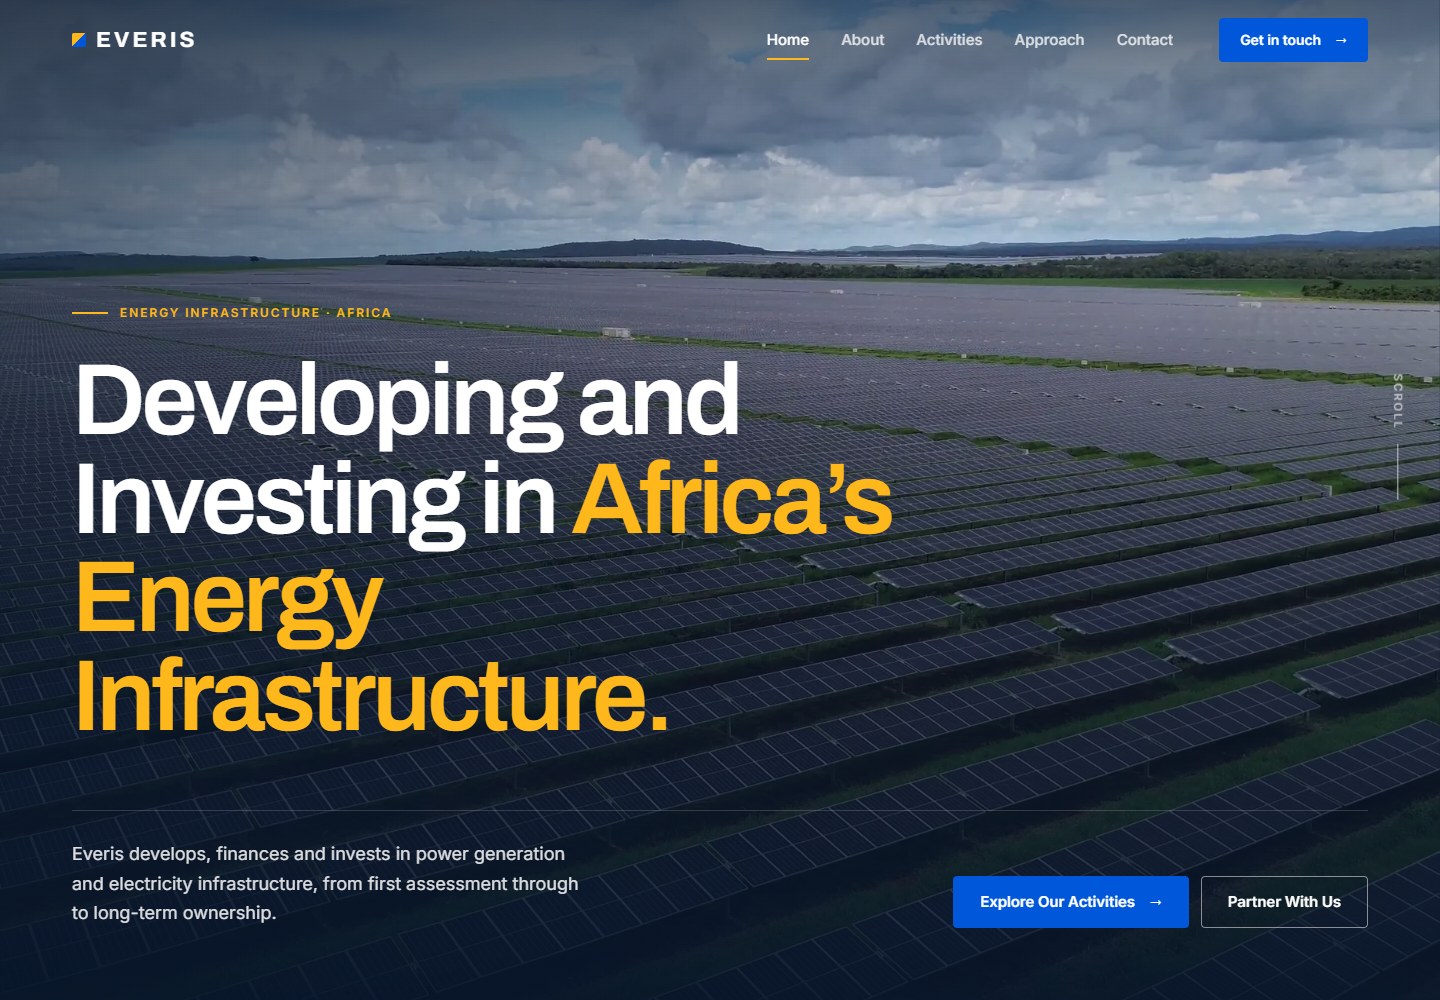 EVERIS
Home
About
Activities
Approach
Contact
Get in touch →
ENERGY INFRASTRUCTURE · AFRICA
Developing and
Investing in Africa’s
Energy
Infrastructure.
SCROLL
Everis develops, finances and invests in power generation
and electricity infrastructure, from first assessment through
to long-term ownership.
Explore Our Activities →
Partner With Us